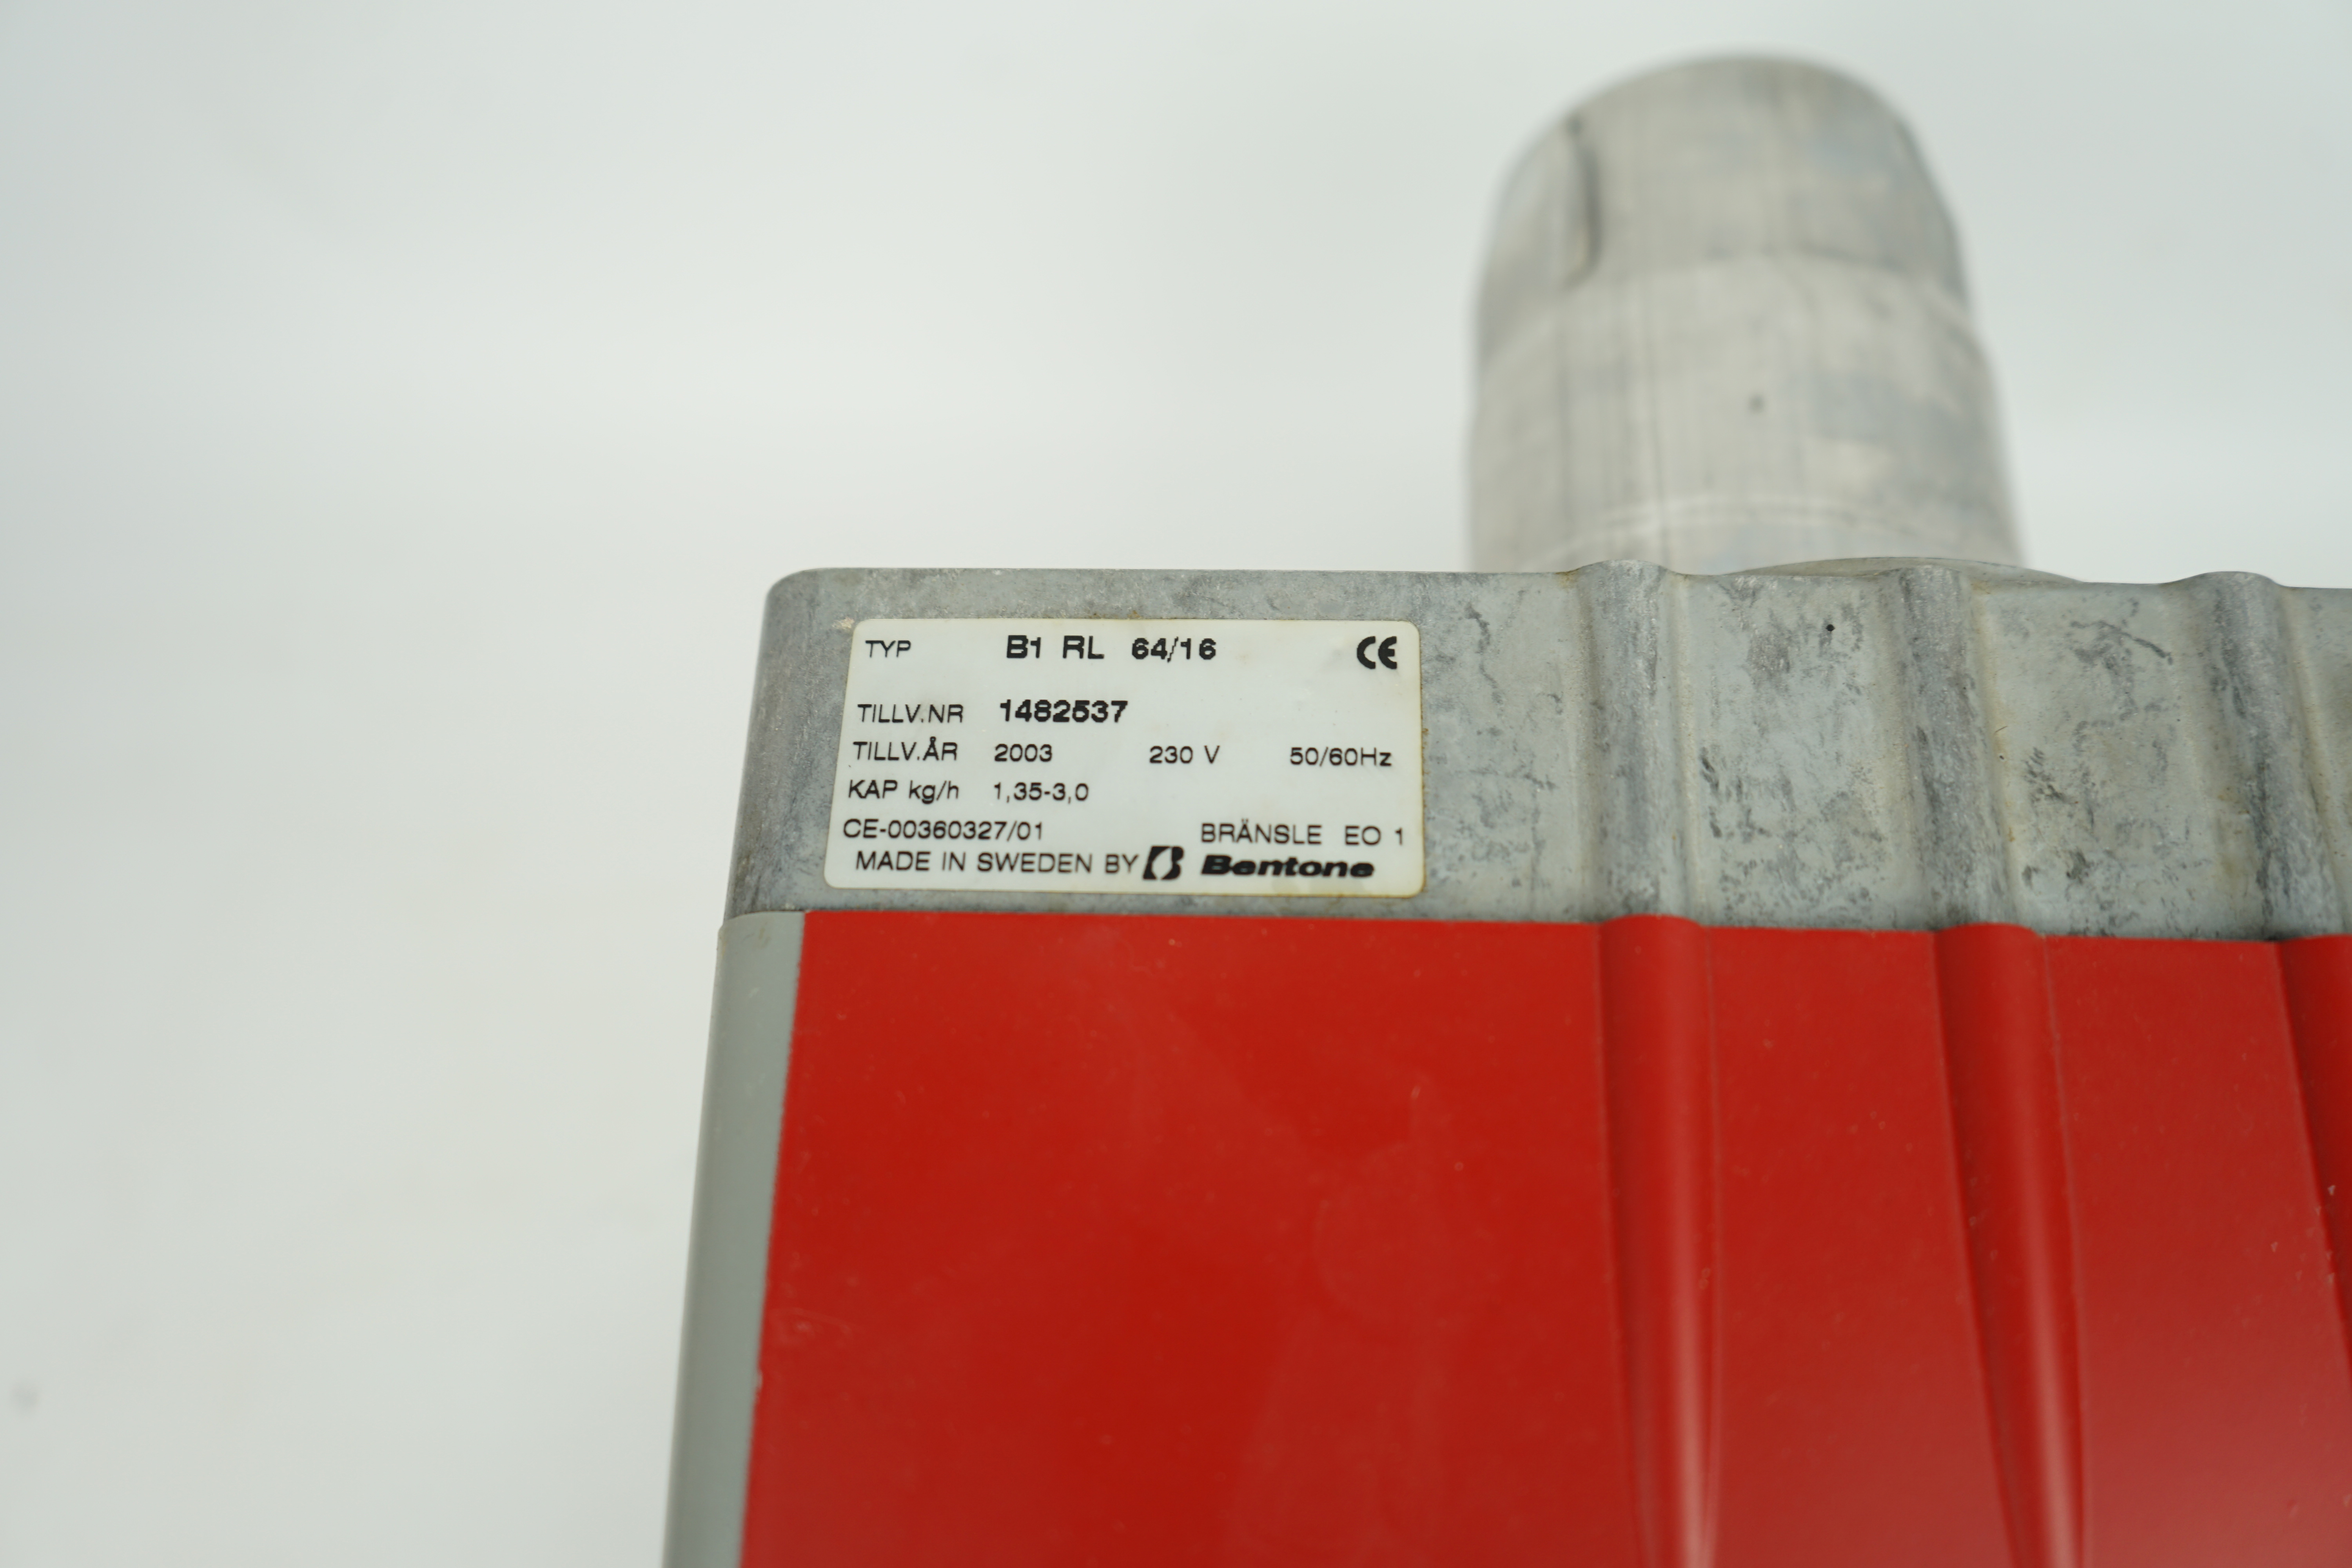 TYP B1 RL 64/16 CE
TILLV.NR 1482537
TILLV.ÅR 2003 230 V 50/60Hz
KAP kg/h 1,35-3,0
CE-00360327/01 BRÄNSLE EO 1
MADE IN SWEDEN BY Bentone